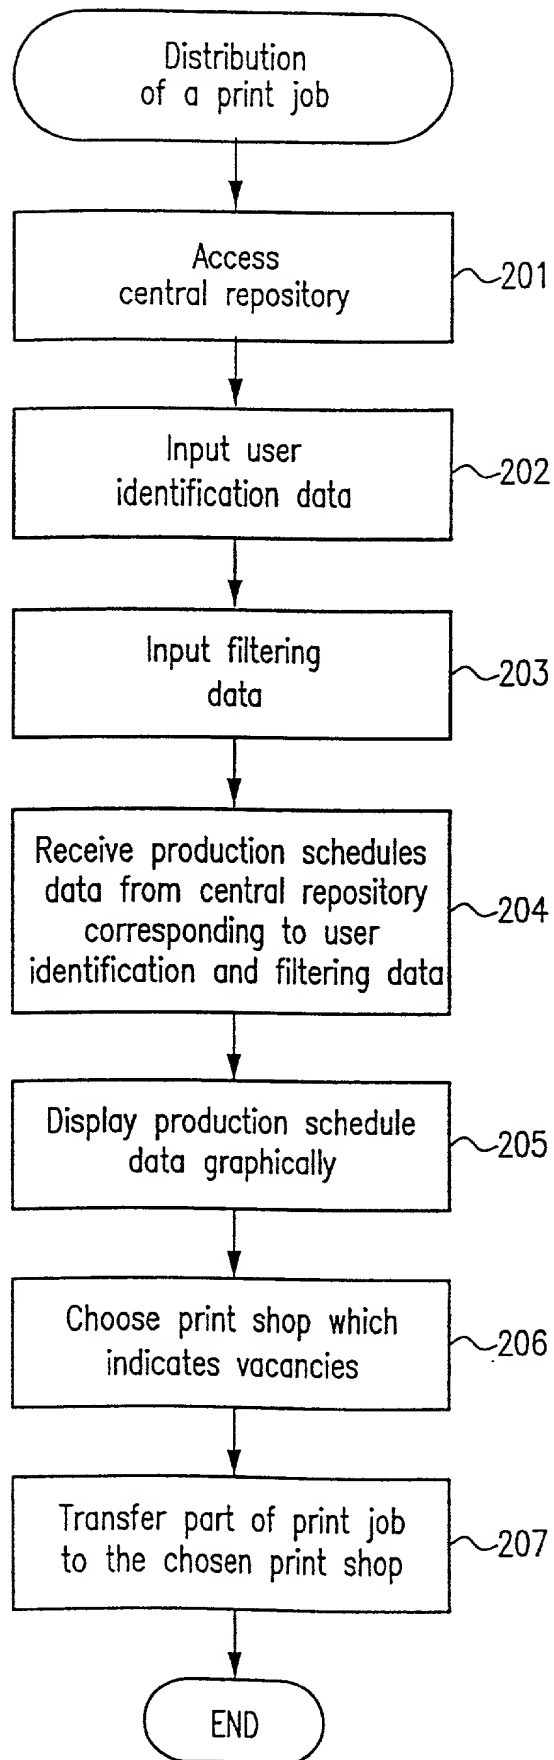 Distribution
of a print job
Access
central repository
201
Input user
identification data
202
Input filtering
data
203
Receive production schedules
data from central repository
corresponding to user
identification and filtering data
204
Display production schedule
data graphically
205
Choose print shop which
indicates vacancies
206
Transfer part of print job
to the chosen print shop
207
END